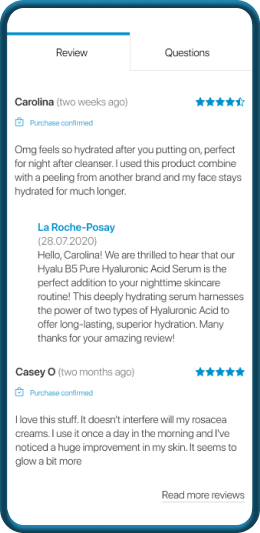 Review Questions
Carolina (two weeks ago)
Purchase confirmed
Omg feels so hydrated after you putting on, perfect
for night after cleanser. I used this product combine
with a peeling from another brand and my face stays
hydrated for much longer.
La Roche-Posay
(28.07.2020)
Hello, Carolina! We are thrilled to hear that our
Hyalu B5 Pure Hyaluronic Acid Serum is the
perfect addition to your nighttime skincare
routine! This deeply hydrating serum harnesses
the power of two types of Hyaluronic Acid to
offer long-lasting, superior hydration. Many
thanks for your amazing review!
Casey O (two months ago)
Purchase confirmed
I love this stuff. It doesn't interfere will my rosacea
creams. I use it once a day in the morning and I've
noticed a huge improvement in my skin. It seems to
glow a bit more
Read more reviews